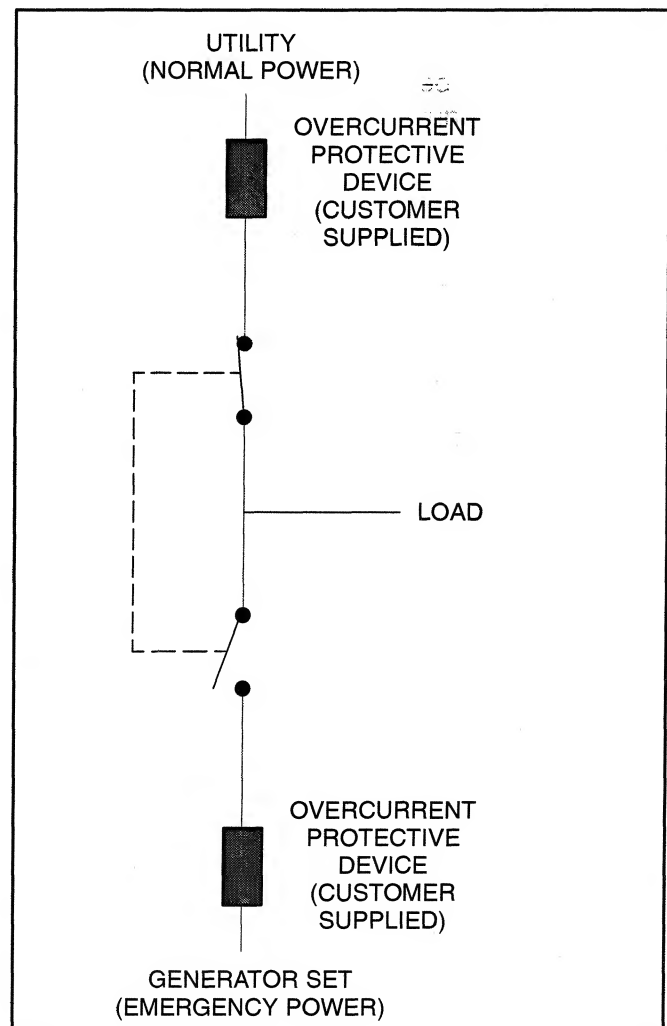 UTILITY
(NORMAL POWER)
OVERCURRENT
PROTECTIVE
DEVICE
(CUSTOMER
SUPPLIED)
LOAD
OVERCURRENT
PROTECTIVE
DEVICE
(CUSTOMER
SUPPLIED)
GENERATOR SET
(EMERGENCY POWER)